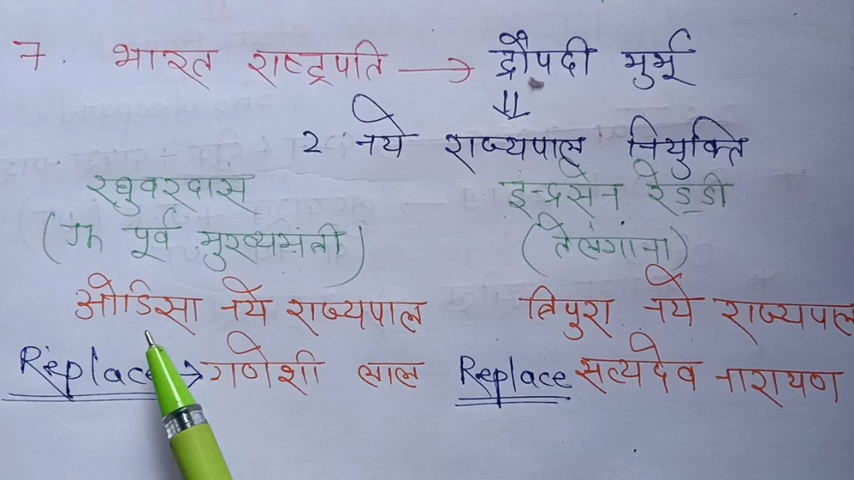 7. भारत राष्ट्रपति → द्रौपदी मुर्मू
⇓
2 नये राज्यपाल नियुक्ति
रघुवरदास इन्द्रसेन रेड्डी
(Jh पूर्व मुख्यमंत्री) (तेलंगाना)
ओडिसा नये राज्यपाल त्रिपुरा नये राज्यपाल
Replace → गणेशी लाल Replace सत्यदेव नारायण